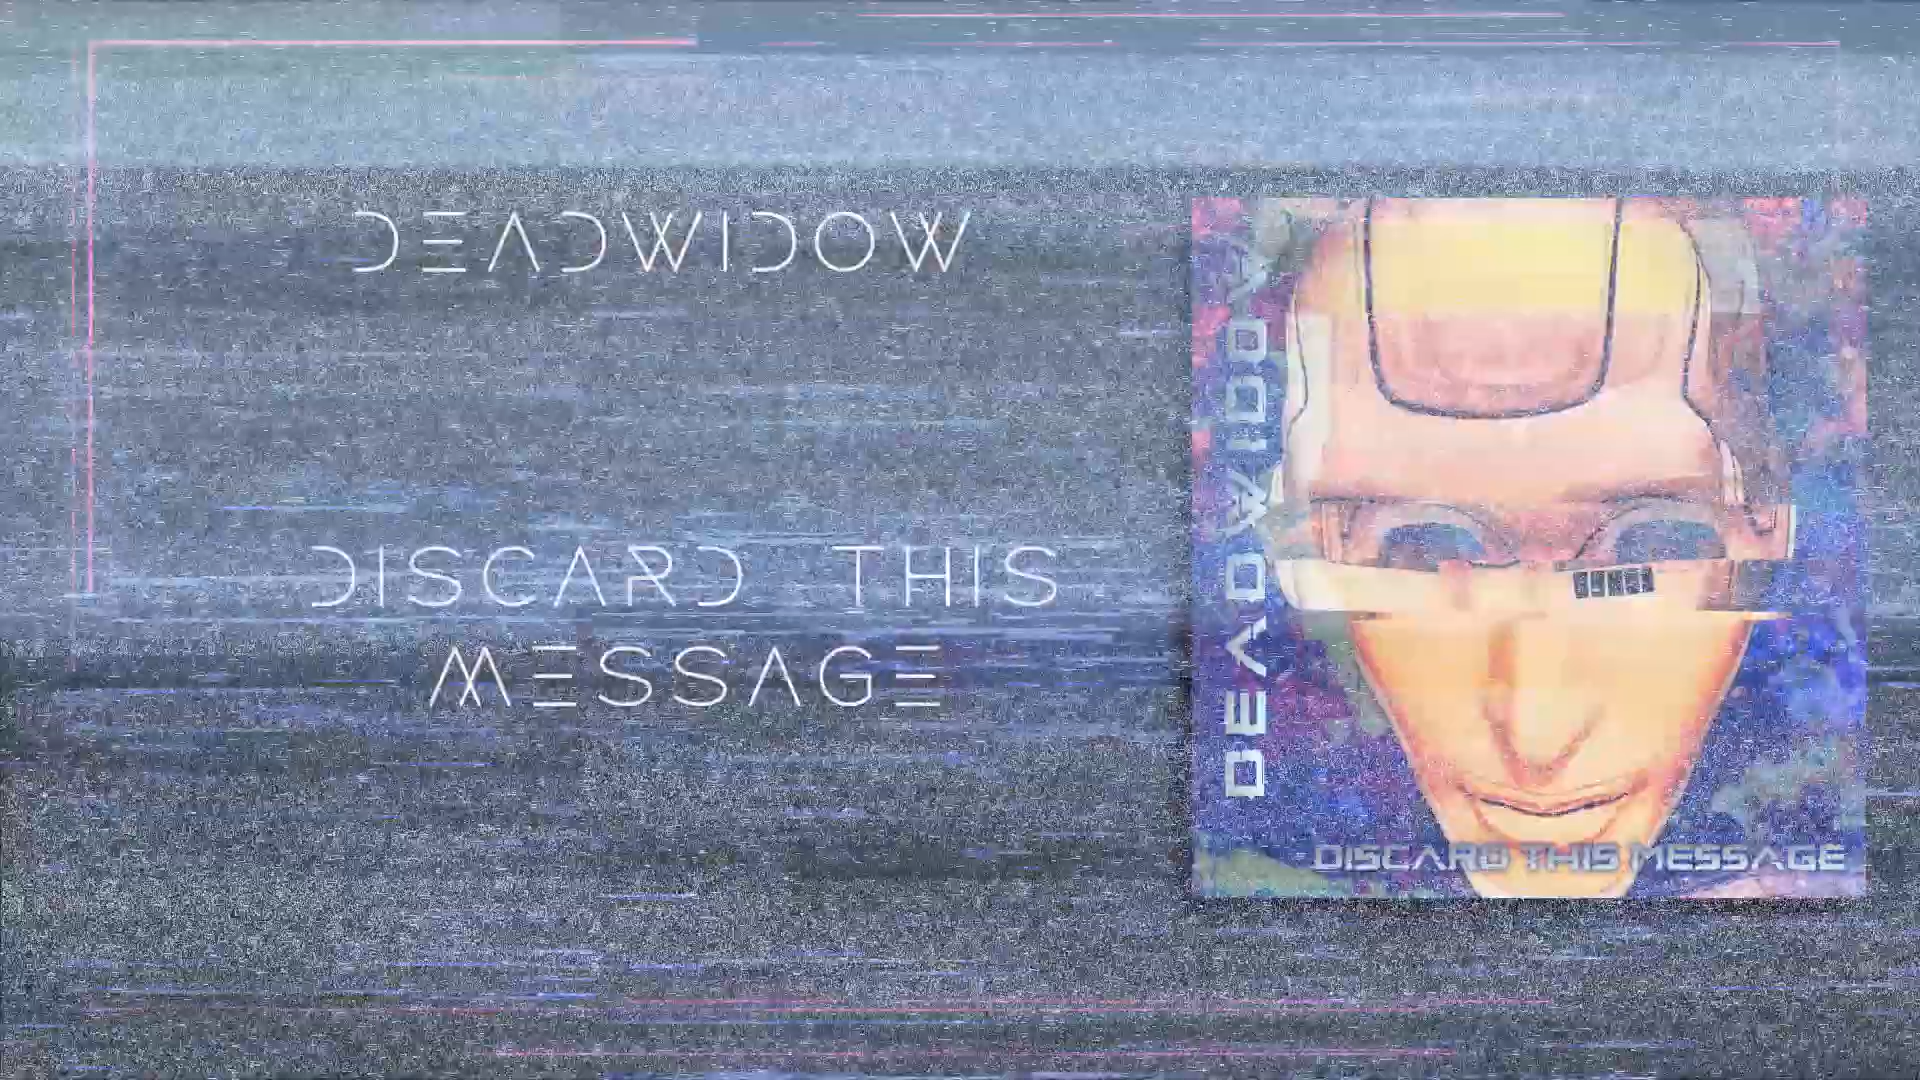 DEADWIDOW
DISCARD THIS
MESSAGE
DEADWIDOW
DISCARD THIS MESSAGE